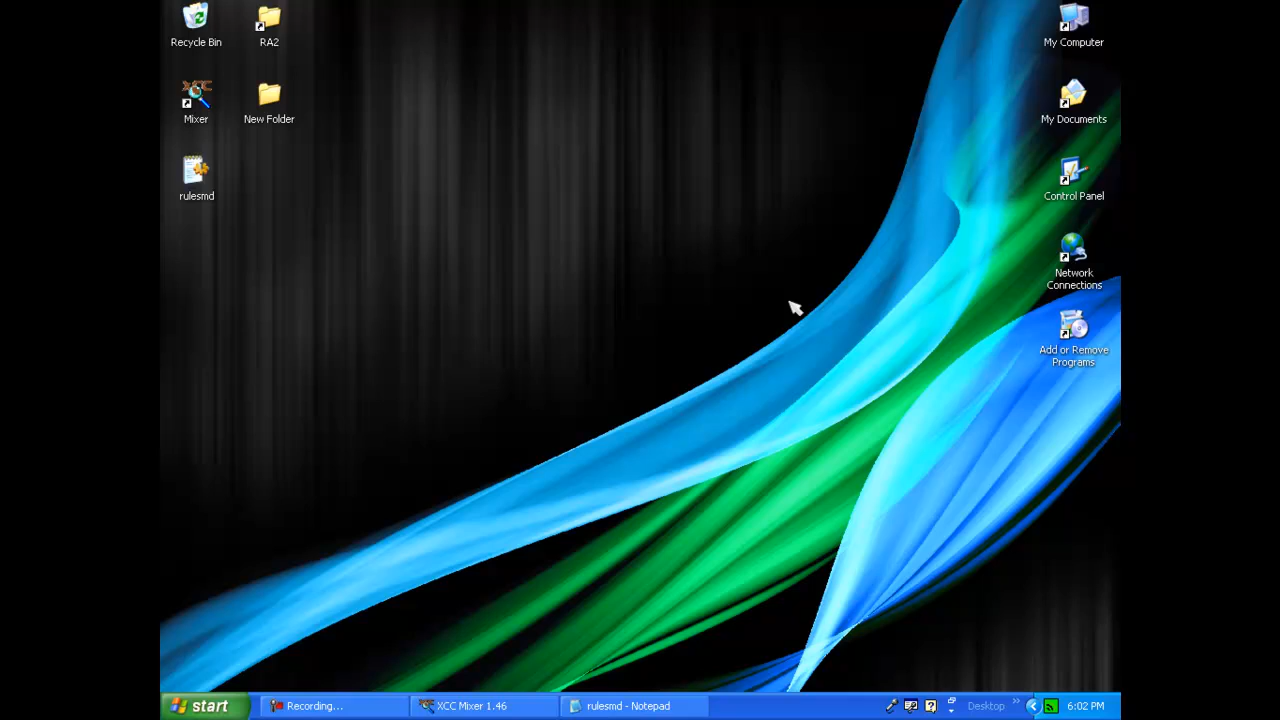 Recycle Bin
RA2
My Computer
XCC
Mixer
New Folder
My Documents
rulesmd
Control Panel
Network
Connections
Add or Remove
Programs
start
Recording...
XCC Mixer 1.46
rulesmd - Notepad
Desktop
»
6:02 PM